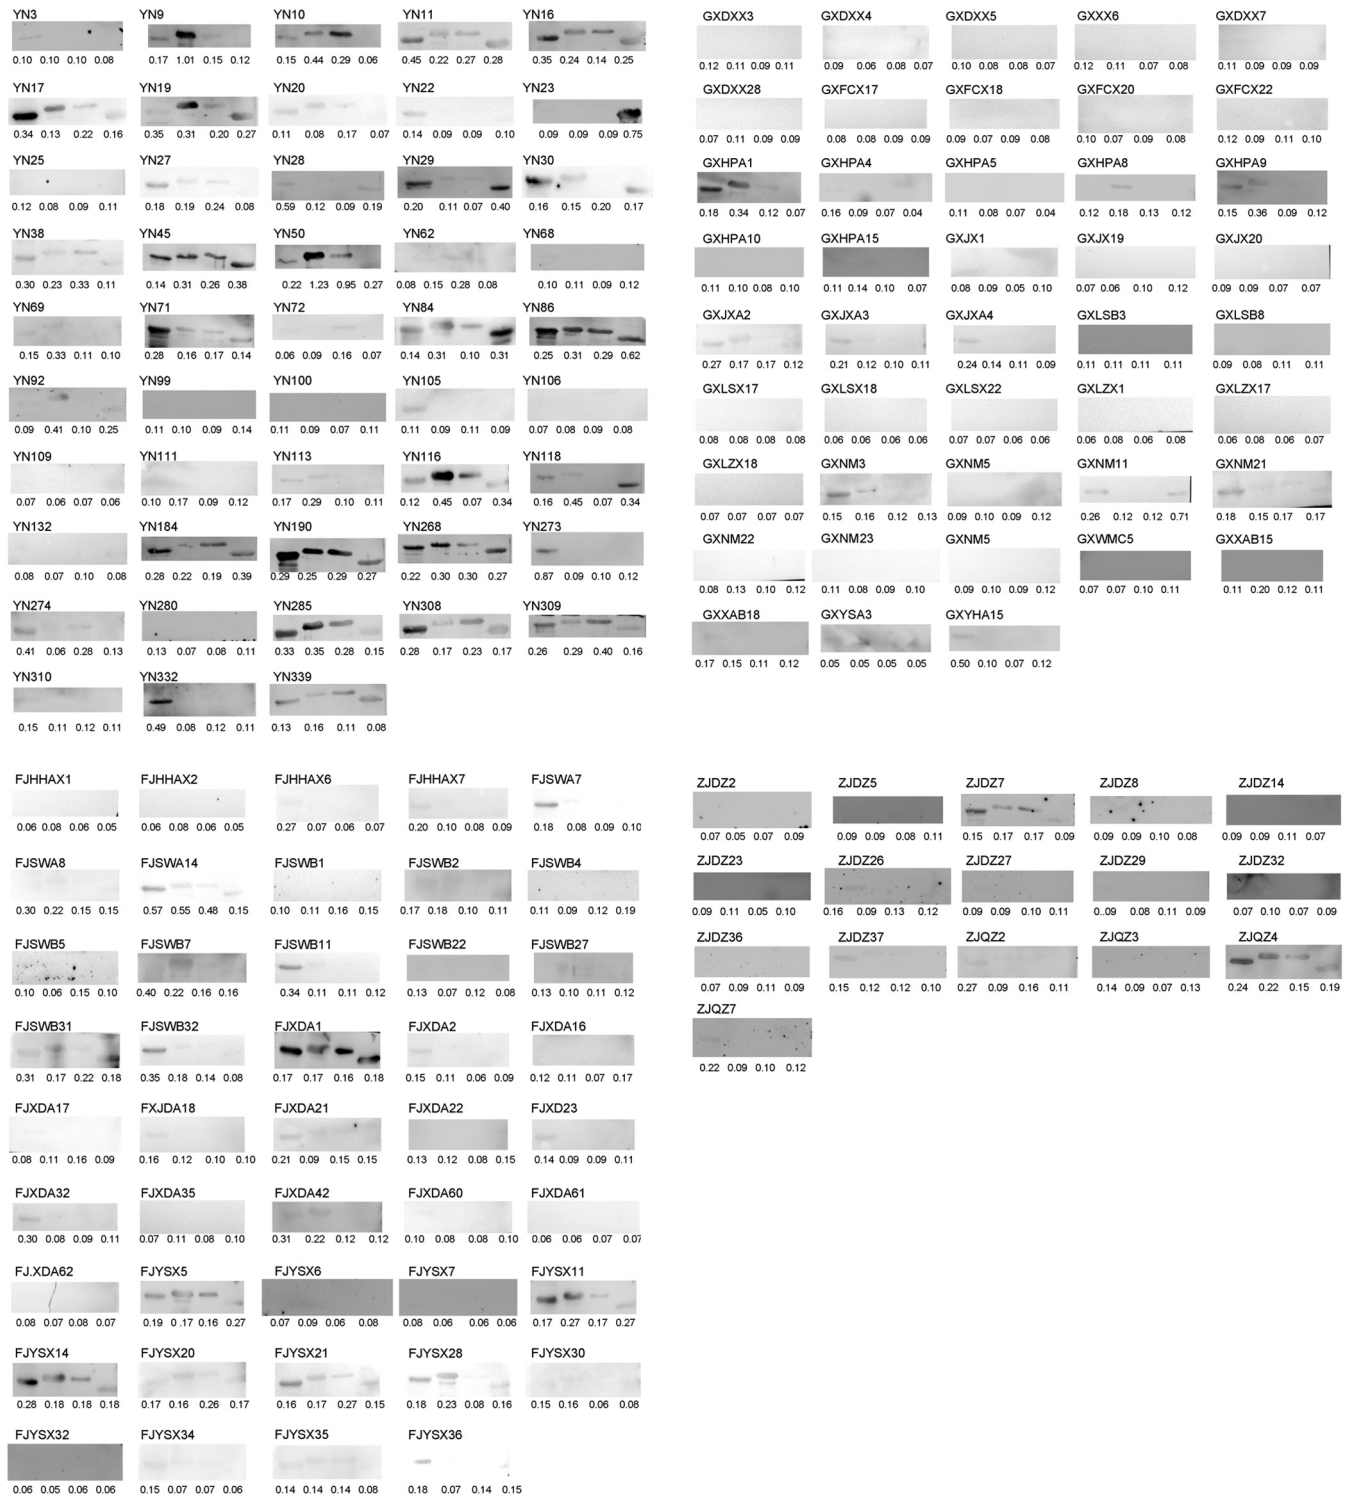 YN3 YN9 YN10 YN11 YN16
0.10 0.10 0.10 0.08 0.17 1.01 0.15 0.12 0.15 0.44 0.29 0.06 0.45 0.22 0.27 0.28 0.35 0.24 0.14 0.25
YN17 YN19 YN20 YN22 YN23
0.34 0.13 0.22 0.16 0.35 0.31 0.20 0.27 0.11 0.08 0.17 0.07 0.14 0.09 0.09 0.10 0.09 0.09 0.09 0.75
YN25 YN27 YN28 YN29 YN30
0.12 0.08 0.09 0.11 0.18 0.19 0.24 0.08 0.59 0.12 0.09 0.19 0.20 0.11 0.07 0.40 0.16 0.15 0.20 0.17
YN38 YN45 YN50 YN62 YN68
0.30 0.23 0.33 0.11 0.14 0.31 0.26 0.38 0.22 1.23 0.95 0.27 0.08 0.15 0.28 0.08 0.10 0.11 0.09 0.12
YN69 YN71 YN72 YN84 YN86
0.15 0.33 0.11 0.10 0.28 0.16 0.17 0.14 0.06 0.09 0.16 0.07 0.14 0.31 0.10 0.31 0.25 0.31 0.29 0.62
YN92 YN99 YN100 YN105 YN106
0.09 0.41 0.10 0.25 0.11 0.10 0.09 0.14 0.11 0.09 0.07 0.11 0.11 0.09 0.09 0.11 0.07 0.08 0.09 0.08
YN109 YN111 YN113 YN116 YN118
0.07 0.06 0.07 0.06 0.10 0.17 0.09 0.12 0.17 0.29 0.10 0.11 0.12 0.45 0.07 0.34 0.16 0.45 0.07 0.34
YN132 YN184 YN190 YN268 YN273
0.08 0.07 0.10 0.08 0.28 0.22 0.19 0.39 0.29 0.25 0.29 0.27 0.22 0.30 0.30 0.27 0.87 0.09 0.10 0.12
YN274 YN280 YN285 YN308 YN309
0.41 0.06 0.28 0.13 0.13 0.07 0.08 0.11 0.33 0.35 0.28 0.15 0.28 0.17 0.23 0.17 0.26 0.29 0.40 0.16
YN310 YN332 YN339
0.15 0.11 0.12 0.11 0.49 0.08 0.12 0.11 0.13 0.16 0.11 0.08
GXDXX3 GXDXX4 GXDXX5 GXXX6 GXDXX7
0.12 0.11 0.09 0.11 0.09 0.06 0.08 0.07 0.10 0.08 0.08 0.07 0.12 0.11 0.07 0.08 0.11 0.09 0.09 0.09
GXDXX28 GXFCX17 GXFCX18 GXFCX20 GXFCX22
0.07 0.11 0.09 0.09 0.08 0.08 0.09 0.09 0.09 0.07 0.09 0.08 0.10 0.07 0.09 0.08 0.12 0.09 0.11 0.10
GXHPA1 GXHPA4 GXHPA5 GXHPA8 GXHPA9
0.18 0.34 0.12 0.07 0.16 0.09 0.07 0.04 0.11 0.08 0.07 0.04 0.12 0.18 0.13 0.12 0.15 0.36 0.09 0.12
GXHPA10 GXHPA15 GXJX1 GXJX19 GXJX20
0.11 0.10 0.08 0.10 0.11 0.14 0.10 0.07 0.08 0.09 0.05 0.10 0.07 0.06 0.10 0.12 0.09 0.09 0.07 0.07
GXJXA2 GXJXA3 GXJXA4 GXLSB3 GXLSB8
0.27 0.17 0.17 0.12 0.21 0.12 0.10 0.11 0.24 0.14 0.11 0.09 0.11 0.11 0.11 0.11 0.09 0.08 0.11 0.11
GXLSX17 GXLSX18 GXLSX22 GXLZX1 GXLZX17
0.08 0.08 0.08 0.08 0.06 0.06 0.06 0.06 0.07 0.07 0.06 0.06 0.06 0.08 0.06 0.08 0.06 0.08 0.06 0.07
GXLZX18 GXNM3 GXNM5 GXNM11 GXNM21
0.07 0.07 0.07 0.07 0.15 0.16 0.12 0.13 0.09 0.10 0.09 0.12 0.26 0.12 0.12 0.71 0.18 0.15 0.17 0.17
GXNM22 GXNM23 GXNM5 GXWMC5 GXXAB15
0.08 0.13 0.10 0.12 0.11 0.08 0.09 0.10 0.09 0.10 0.09 0.12 0.07 0.07 0.10 0.11 0.11 0.20 0.12 0.11
GXXAB18 GXYSA3 GXYHA15
0.17 0.15 0.11 0.12 0.05 0.05 0.05 0.05 0.50 0.10 0.07 0.12
FJHHAX1 FJHHAX2 FJHHAX6 FJHHAX7 FJSWA7
0.06 0.08 0.06 0.05 0.06 0.08 0.06 0.05 0.27 0.07 0.06 0.07 0.20 0.10 0.08 0.09 0.18 0.08 0.09 0.10
FJSWA8 FJSWA14 FJSWB1 FJSWB2 FJSWB4
0.30 0.22 0.15 0.15 0.57 0.55 0.48 0.15 0.10 0.11 0.16 0.15 0.17 0.18 0.10 0.11 0.11 0.09 0.12 0.19
FJSWB5 FJSWB7 FJSWB11 FJSWB22 FJSWB27
0.10 0.06 0.15 0.10 0.40 0.22 0.16 0.16 0.34 0.11 0.11 0.12 0.13 0.07 0.12 0.08 0.13 0.10 0.11 0.12
FJSWB31 FJSWB32 FJXDA1 FJXDA2 FJXDA16
0.31 0.17 0.22 0.18 0.35 0.18 0.14 0.08 0.17 0.17 0.16 0.18 0.15 0.11 0.06 0.09 0.12 0.11 0.07 0.17
FJXDA17 FXJDA18 FJXDA21 FJXDA22 FJXD23
0.08 0.11 0.16 0.09 0.16 0.12 0.10 0.10 0.21 0.09 0.15 0.15 0.13 0.12 0.08 0.15 0.14 0.09 0.09 0.11
FJXDA32 FJXDA35 FJXDA42 FJXDA60 FJXDA61
0.30 0.08 0.09 0.11 0.07 0.11 0.08 0.10 0.31 0.22 0.12 0.12 0.10 0.08 0.08 0.10 0.06 0.06 0.07 0.07
FJ.XDA62 FJYSX5 FJYSX6 FJYSX7 FJYSX11
0.08 0.07 0.08 0.07 0.19 0.17 0.16 0.27 0.07 0.09 0.06 0.08 0.08 0.06 0.06 0.06 0.17 0.27 0.17 0.27
FJYSX14 FJYSX20 FJYSX21 FJYSX28 FJYSX30
0.28 0.18 0.18 0.18 0.17 0.16 0.26 0.17 0.16 0.17 0.27 0.15 0.18 0.23 0.08 0.16 0.15 0.16 0.06 0.08
FJYSX32 FJYSX34 FJYSX35 FJYSX36
0.06 0.05 0.06 0.06 0.15 0.07 0.07 0.06 0.14 0.14 0.14 0.08 0.18 0.07 0.14 0.15
ZJDZ2 ZJDZ5 ZJDZ7 ZJDZ8 ZJDZ14
0.07 0.05 0.07 0.09 0.09 0.09 0.08 0.11 0.15 0.17 0.17 0.09 0.09 0.09 0.10 0.08 0.09 0.09 0.11 0.07
ZJDZ23 ZJDZ26 ZJDZ27 ZJDZ29 ZJDZ32
0.09 0.11 0.05 0.10 0.16 0.09 0.13 0.12 0.09 0.09 0.10 0.11 0..09 0.08 0.11 0.09 0.07 0.10 0.07 0.09
ZJDZ36 ZJDZ37 ZJQZ2 ZJQZ3 ZJQZ4
0.07 0.09 0.11 0.09 0.15 0.12 0.12 0.10 0.27 0.09 0.16 0.11 0.14 0.09 0.07 0.13 0.24 0.22 0.15 0.19
ZJQZ7
0.22 0.09 0.10 0.12